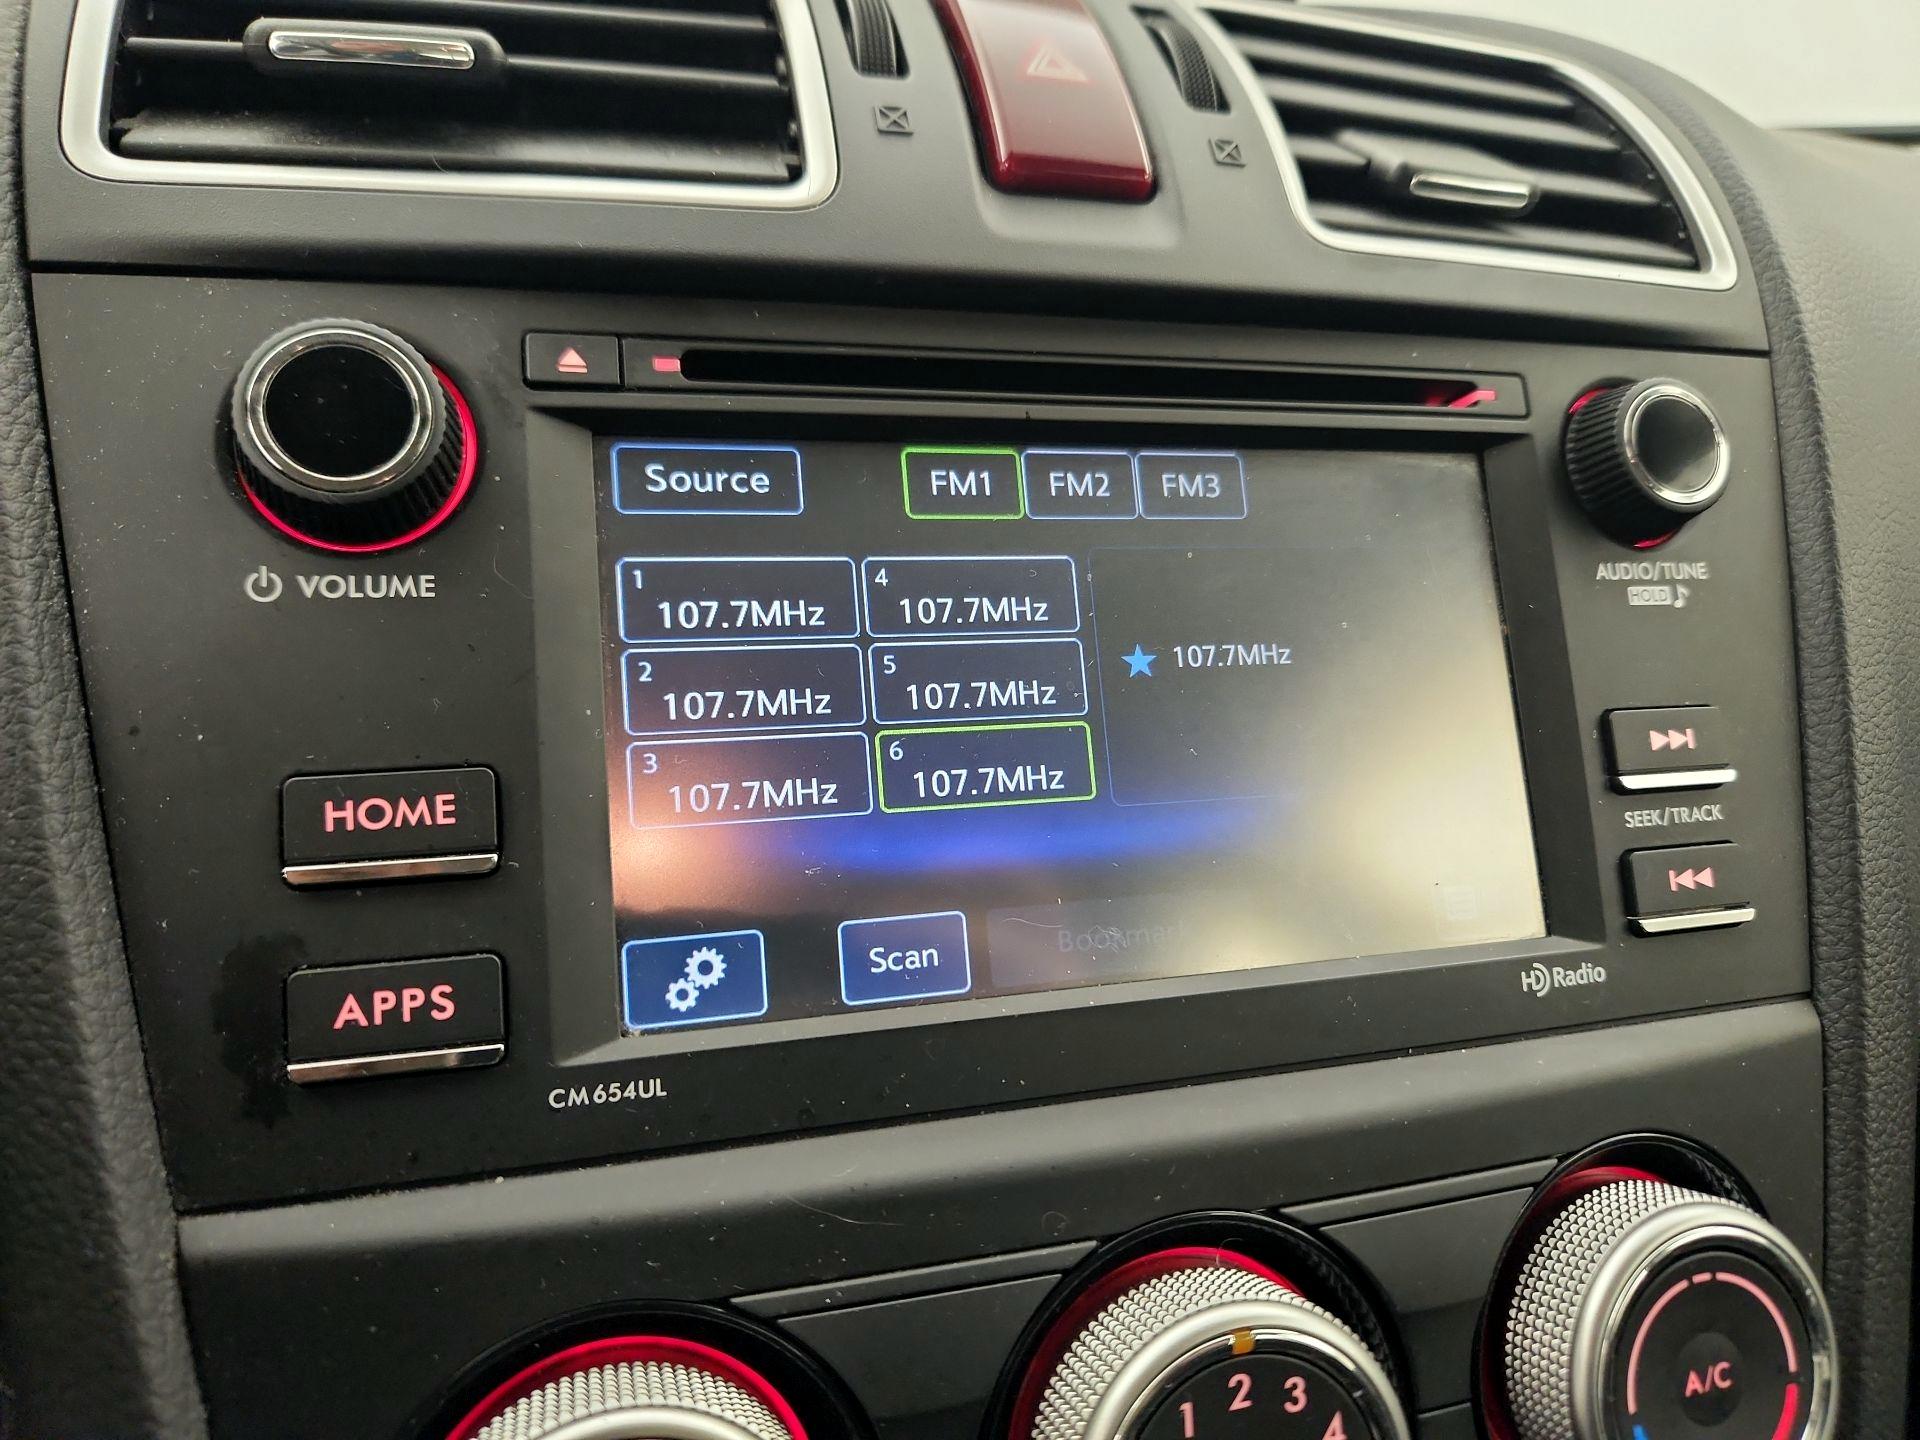 VOLUME
HOME
APPS
CM654UL
Source
FM1 FM2 FM3
1
107.7MHz
4
107.7MHz
2
107.7MHz
5
107.7MHz
3
107.7MHz
6
107.7MHz
107.7MHz
Scan
Bookmark
AUDIO/TUNE
HOLD
SEEK/TRACK
HD Radio
1 2 3 4
A/C